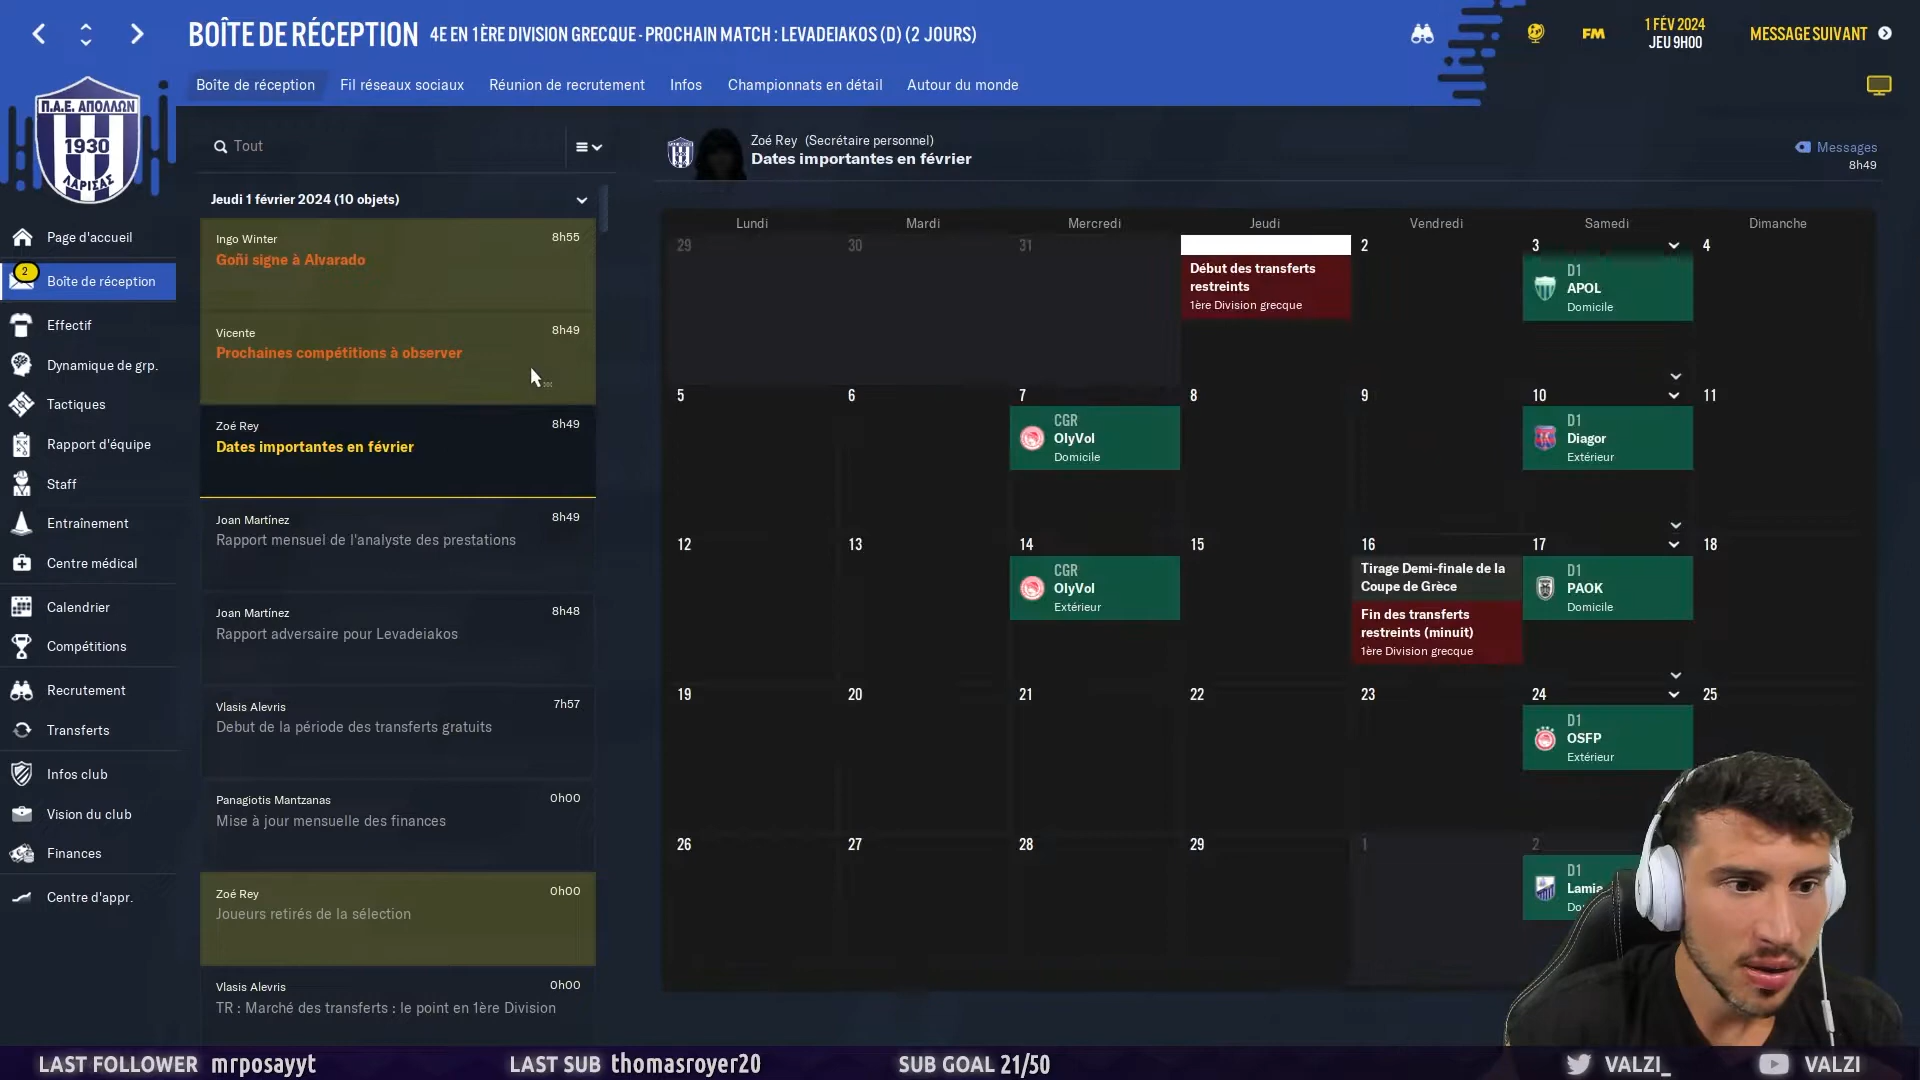 BOÎTE DE RÉCEPTION
4E EN 1ÈRE DIVISION GRECQUE - PROCHAIN MATCH : LEVADEIAKOS (D) (2 JOURS)
FM
1 FÉV 2024
JEU 9H00
MESSAGE SUIVANT
Boîte de réception
Fil réseaux sociaux
Réunion de recrutement
Infos
Championnats en détail
Autour du monde
Π.Α.Ε. ΑΠΟΛΛΩΝ
1930
ΛΑΡΙΣΑΣ
Page d'accueil
2
Boîte de réception
Effectif
Dynamique de grp.
Tactiques
Rapport d'équipe
Staff
Entraînement
Centre médical
Calendrier
Compétitions
Recrutement
Transferts
Infos club
Vision du club
Finances
Centre d'appr.
Tout
Jeudi 1 février 2024 (10 objets)
Ingo Winter
8h55
Goñi signe à Alvarado
Vicente
8h49
Prochaines compétitions à observer
Zoé Rey
8h49
Dates importantes en février
Joan Martínez
8h49
Rapport mensuel de l'analyste des prestations
Joan Martínez
8h48
Rapport adversaire pour Levadeiakos
Vlasis Alevris
7h57
Debut de la période des transferts gratuits
Panagiotis Mantzanas
0h00
Mise à jour mensuelle des finances
Zoé Rey
0h00
Joueurs retirés de la sélection
Vlasis Alevris
0h00
TR : Marché des transferts : le point en 1ère Division
Zoé Rey (Secrétaire personnel)
Dates importantes en février
Messages
8h49
Lundi Mardi Mercredi Jeudi Vendredi Samedi Dimanche
29 30 31 2 3 4
Début des transferts
restreints
1ère Division grecque
D1
APOL
Domicile
5 6 7 8 9 10 11
CGR
OlyVol
Domicile
D1
Diagor
Extérieur
12 13 14 15 16 17 18
CGR
OlyVol
Extérieur
Tirage Demi-finale de la
Coupe de Grèce
Fin des transferts
restreints (minuit)
1ère Division grecque
D1
PAOK
Domicile
19 20 21 22 23 24 25
D1
OSFP
Extérieur
26 27 28 29 1 2
D1
Lamia
LAST FOLLOWER mrposayyt
LAST SUB thomasroyer20
SUB GOAL 21/50
VALZI_
VALZI